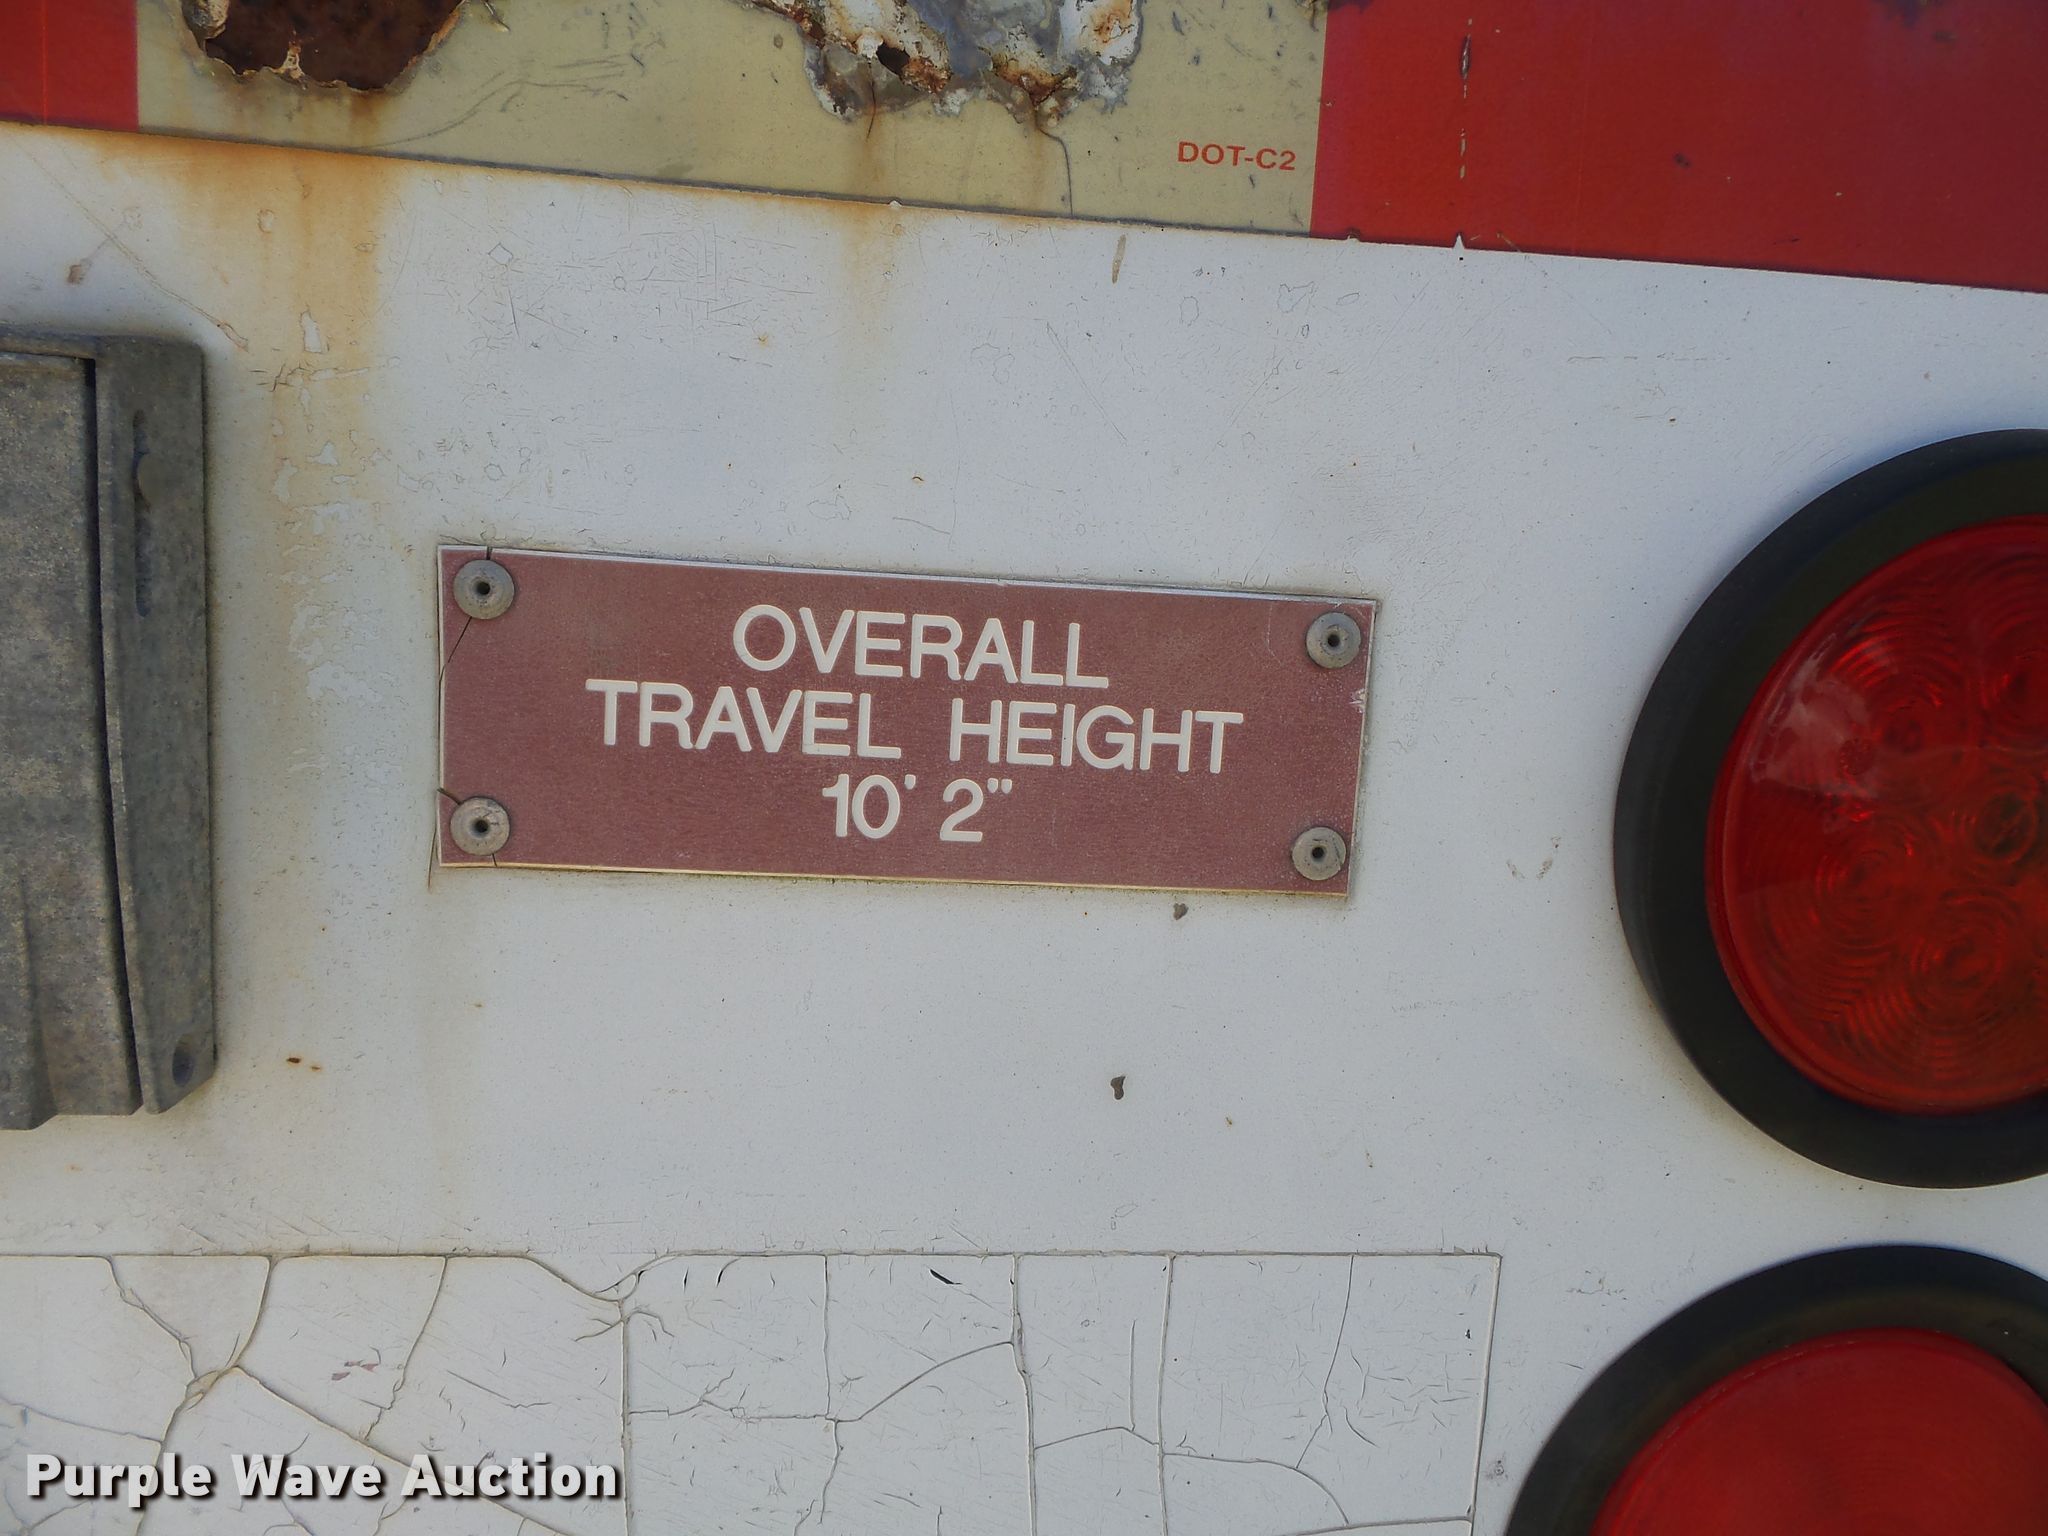 DOT-C2
OVERALL
TRAVEL HEIGHT
10' 2"
Purple Wave Auction